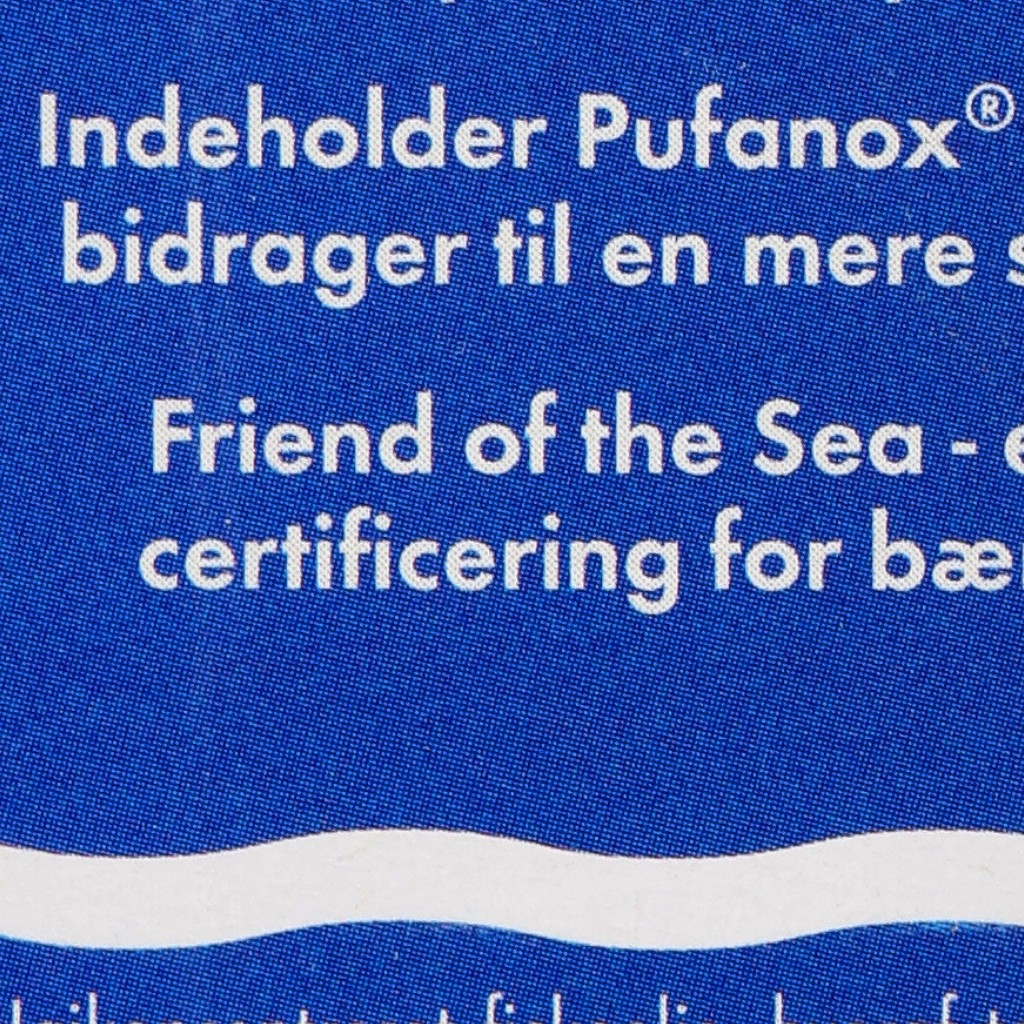 Indeholder Pufanox®
bidrager til en mere
Friend of the Sea -
certificering for